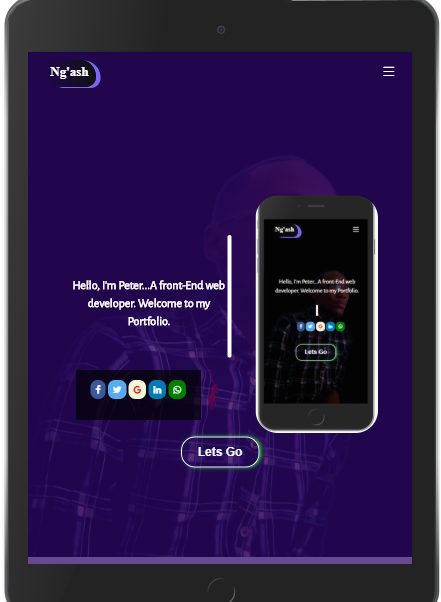 Ng'ash
Hello, I'm Peter...A front-End web
developer. Welcome to my
Portfolio.
Lets Go
Ng'ash
Hello, I'm Peter...A front-End web
developer. Welcome to my Portfolio.
Lets Go